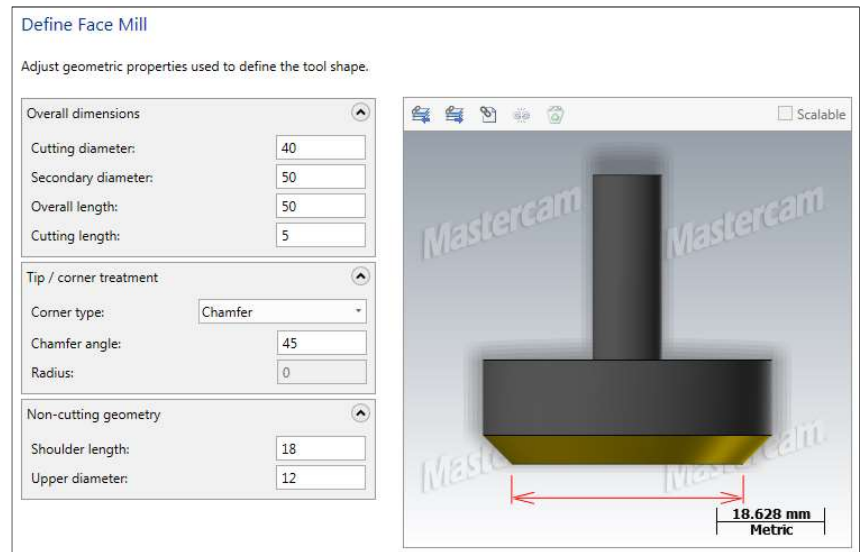 Define Face Mill
Adjust geometric properties used to define the tool shape.
Overall dimensions
Cutting diameter: 40
Secondary diameter: 50
Overall length: 50
Cutting length: 5
Tip / corner treatment
Corner type: Chamfer
Chamfer angle: 45
Radius: 0
Non-cutting geometry
Shoulder length: 18
Upper diameter: 12
Scalable
Mastercam
Mastercam
18.628 mm
Metric